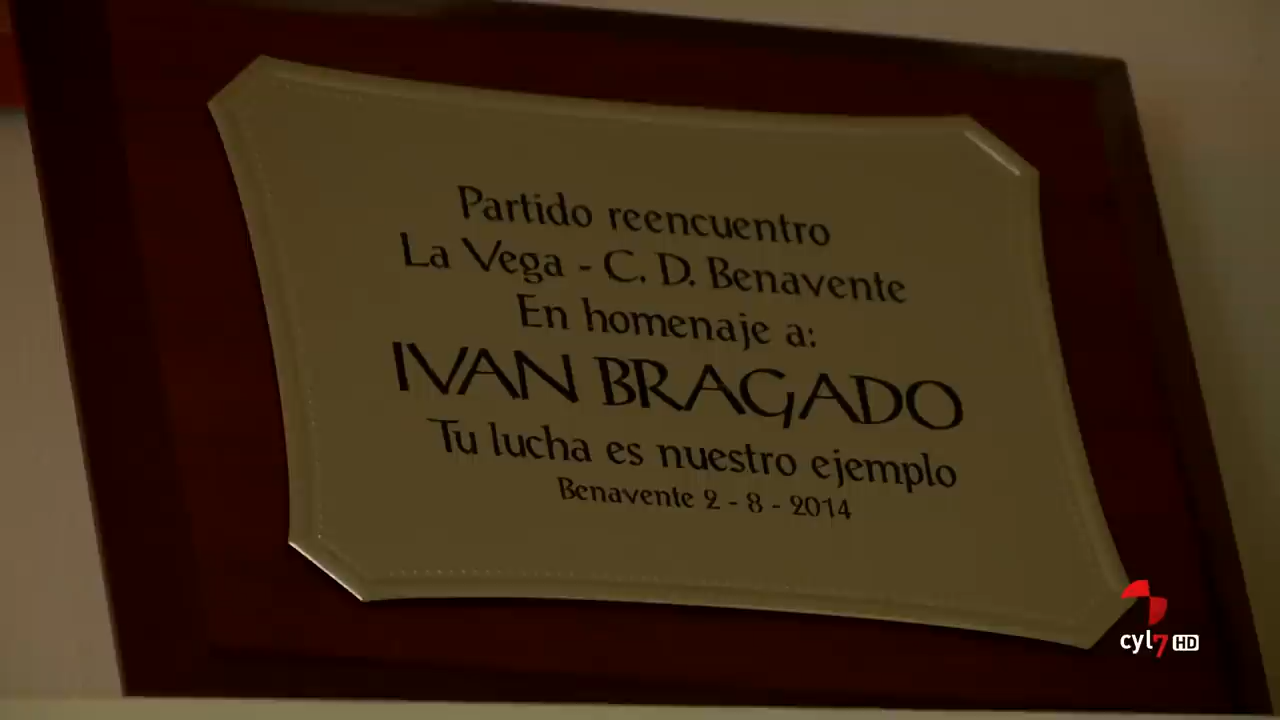 Partido reencuentro
La Vega - C. D. Benavente
En homenaje a:
IVAN BRAGADO
Tu lucha es nuestro ejemplo
Benavente 2 - 8 - 2014
cyl7 HD